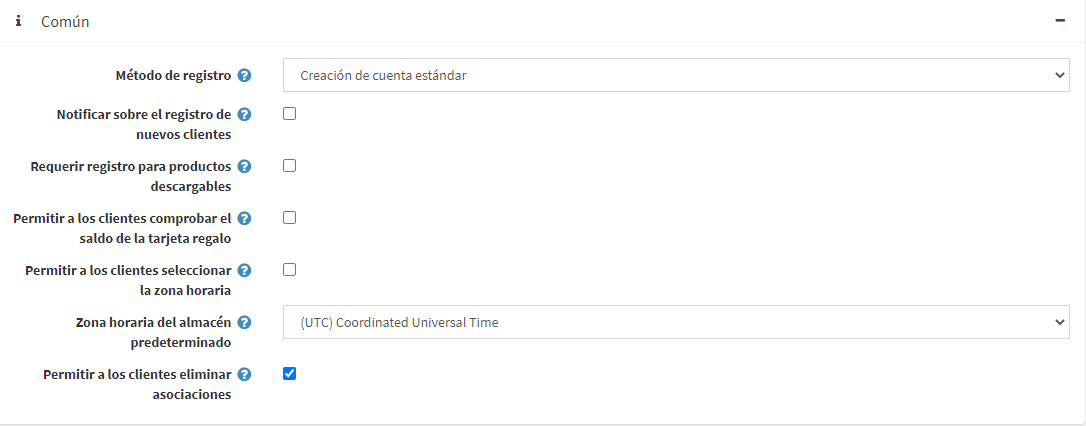 Común
Método de registro
Creación de cuenta estándar
Notificar sobre el registro de
nuevos clientes
Requerir registro para productos
descargables
Permitir a los clientes comprobar el
saldo de la tarjeta regalo
Permitir a los clientes seleccionar
la zona horaria
Zona horaria del almacén
predeterminado
(UTC) Coordinated Universal Time
Permitir a los clientes eliminar
asociaciones